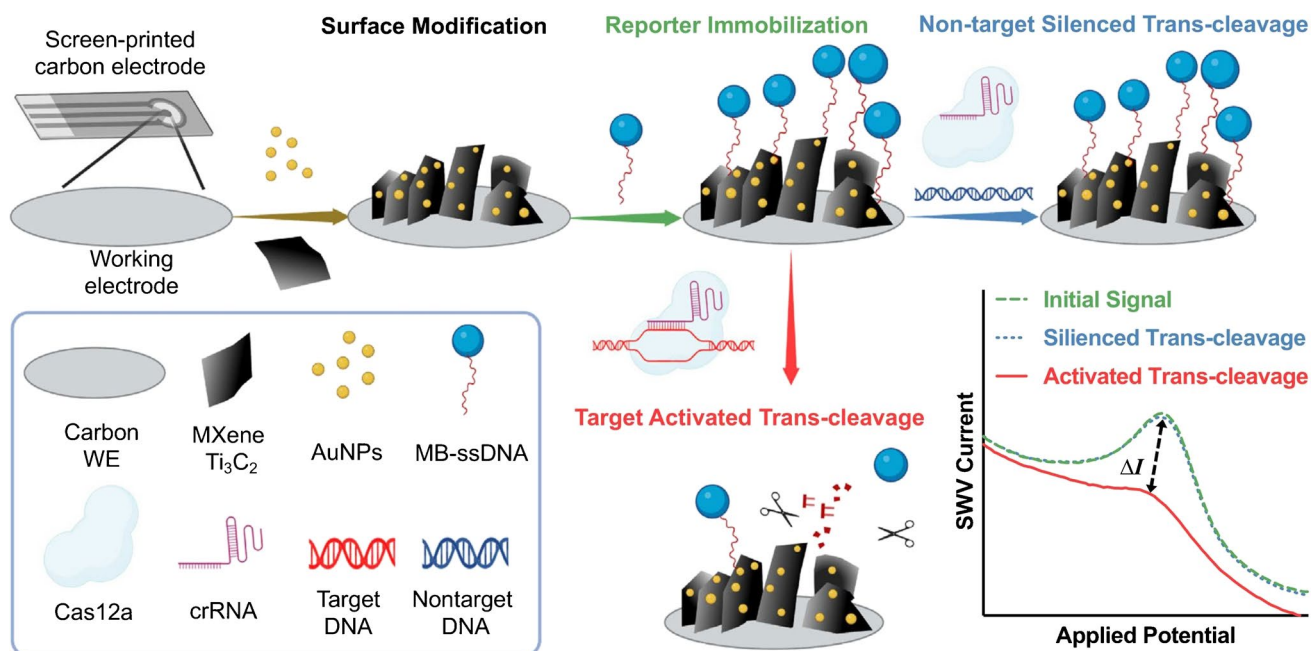 Screen-printed
carbon electrode
Working
electrode
Surface Modification
Reporter Immobilization
Non-target Silenced Trans-cleavage
Carbon
WE
MXene
Ti₃C₂
AuNPs
MB-ssDNA
Cas12a
crRNA
Target
DNA
Nontarget
DNA
Target Activated Trans-cleavage
Initial Signal
Silienced Trans-cleavage
Activated Trans-cleavage
ΔI
SWV Current
Applied Potential